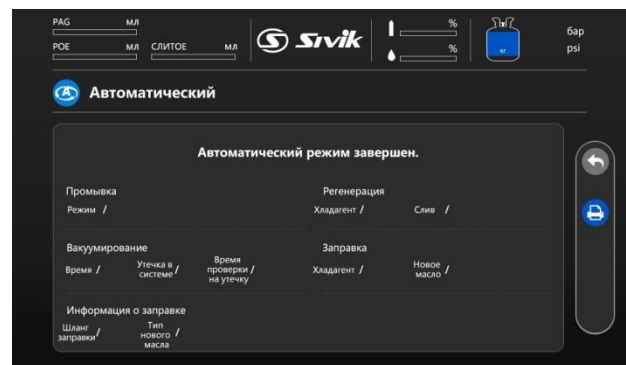 PAG мл
POE мл СЛИТОЕ мл
Sivik
%
%
кг
бар
psi
Автоматический
Автоматический режим завершен.
Промывка
Режим /
Регенерация
Хладагент / Слив /
Вакуумирование
Время /
Утечка в
системе /
Время
проверки /
на утечку
Заправка
Хладагент /
Новое
масло /
Информация о заправке
Шланг
заправки /
Тип
нового /
масла